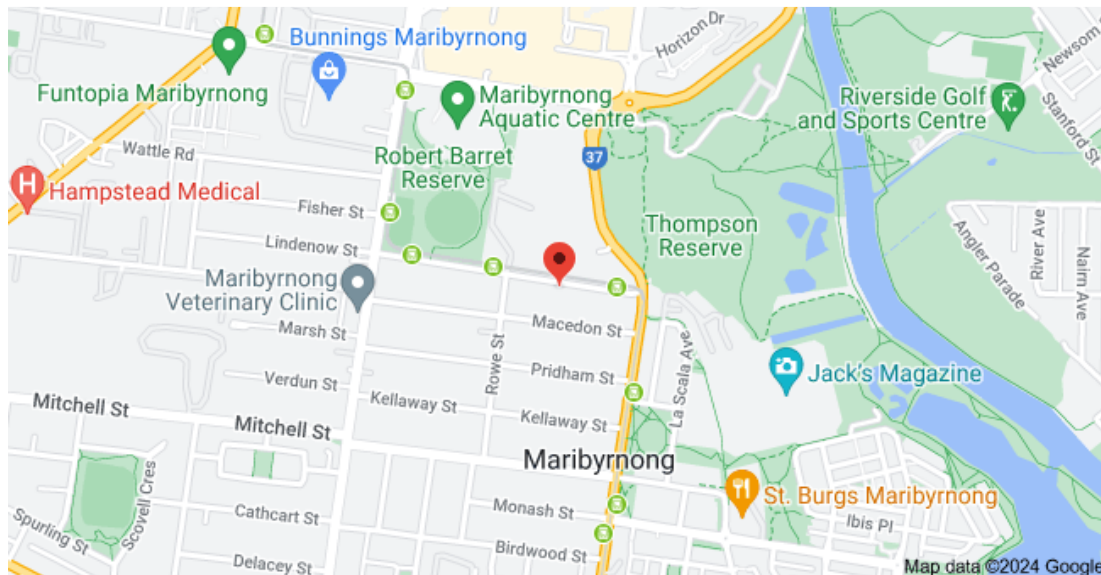 Horizon Dr
Bunnings Maribyrnong
Newsom
Funtopia Maribyrnong
Maribyrnong
Aquatic Centre
Riverside Golf
and Sports Centre
Stanford St
Wattle Rd
37
Robert Barret
Reserve
H
Hampstead Medical
Fisher St
Thompson
Reserve
Lindenow St
Angler Parade
River Ave
Nairn Ave
Maribyrnong
Veterinary Clinic
Marsh St
Macedon St
Rowe St
La Scala Ave
Pridham St
Jack's Magazine
Verdun St
Kellaway St
Kellaway St
Mitchell St
Mitchell St
Maribyrnong
St. Burgs Maribyrnong
Scovell Cres
Spurling St
Cathcart St
Monash St
Ibis Pl
Birdwood St
Delacey St
Map data ©2024 Google